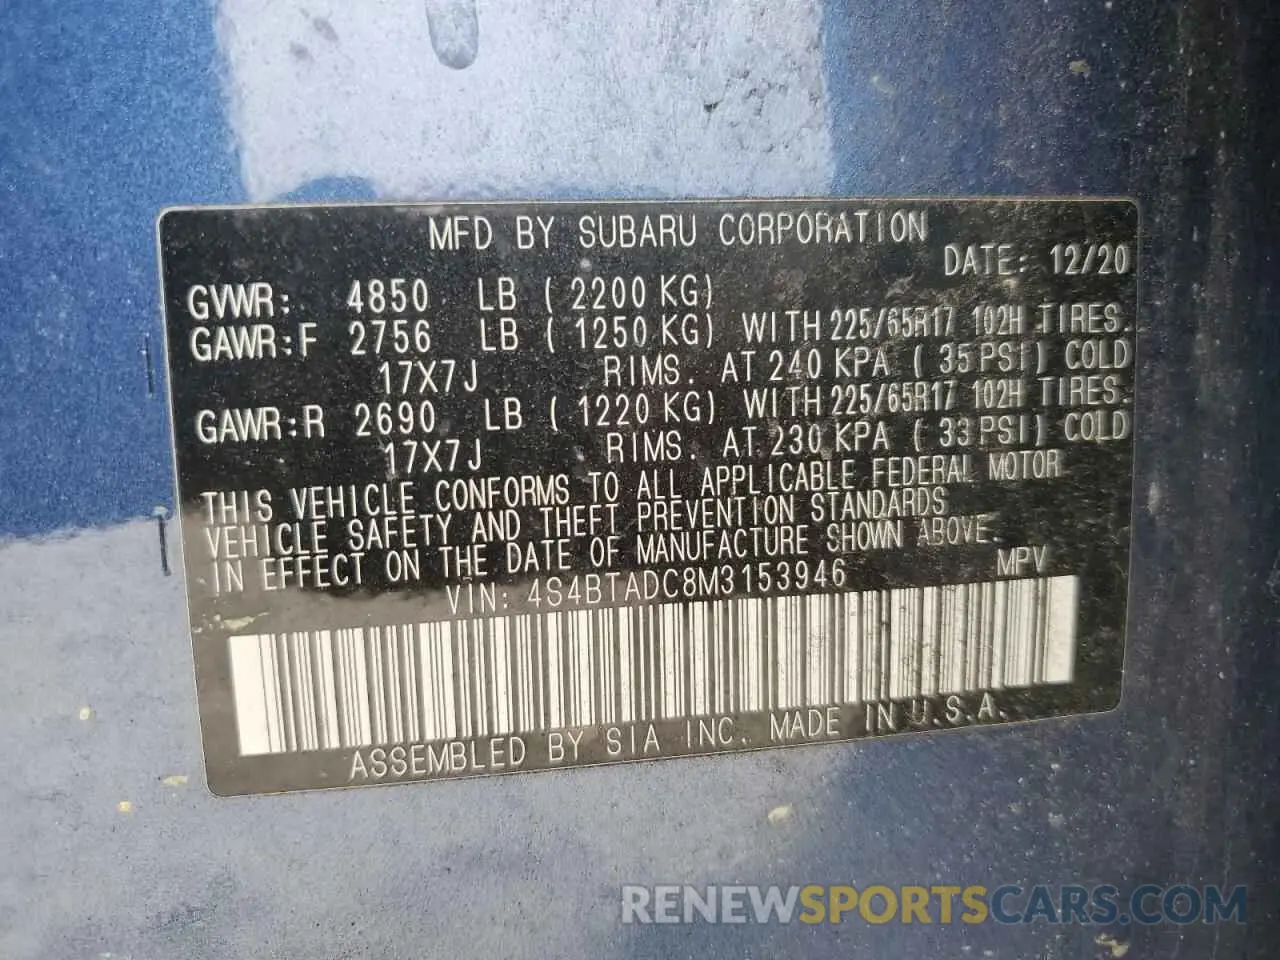 MFD BY SUBARU CORPORATION
DATE: 12/20
GVWR: 4850 LB ( 2200 KG)
GAWR:F 2756 LB ( 1250 KG) WITH 225/65R17 102H TIRES.
17X7J RIMS. AT 240 KPA ( 35 PSI) COLD
GAWR:R 2690 LB ( 1220 KG) WITH 225/65R17 102H TIRES.
17X7J RIMS. AT 230 KPA ( 33 PSI) COLD
THIS VEHICLE CONFORMS TO ALL APPLICABLE FEDERAL MOTOR
VEHICLE SAFETY AND THEFT PREVENTION STANDARDS
IN EFFECT ON THE DATE OF MANUFACTURE SHOWN ABOVE.
VIN: 4S4BTADC8M3153946 MPV
ASSEMBLED BY SIA INC. MADE IN U.S.A.
RENEWSPORTSCARS.COM